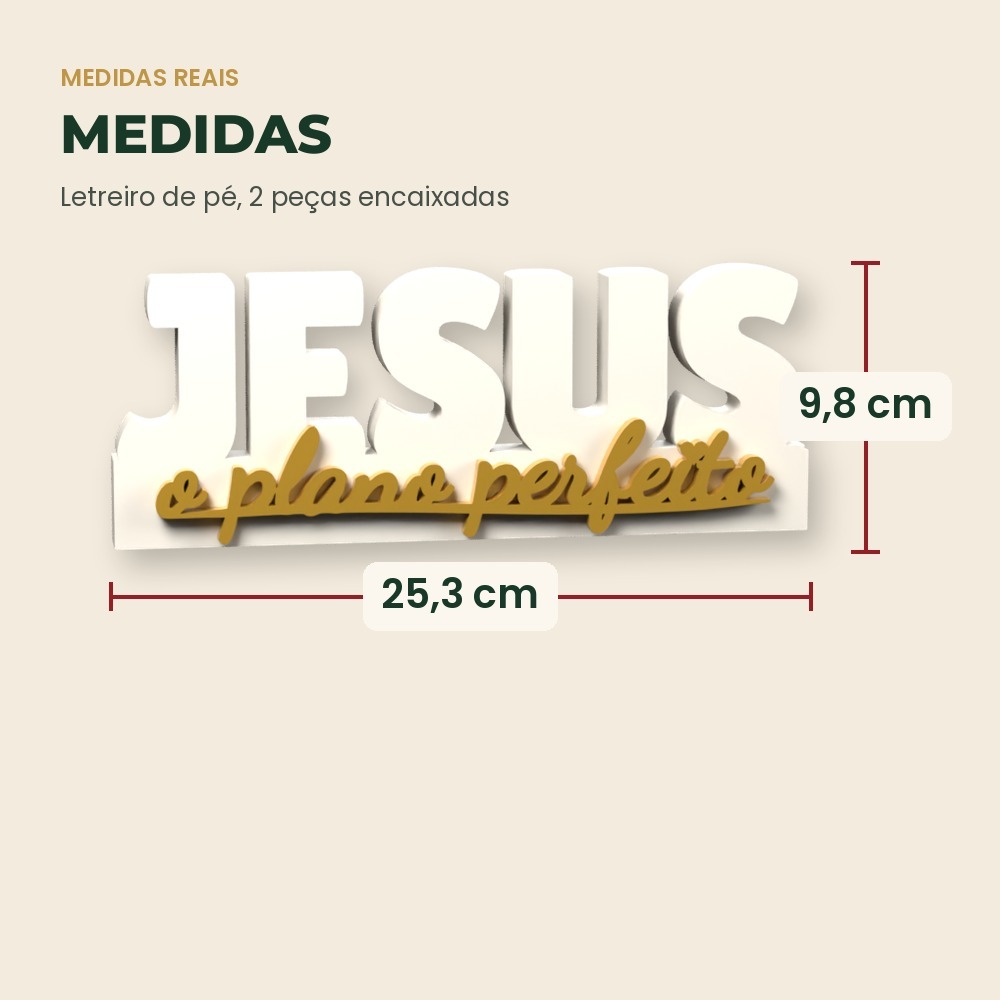 MEDIDAS REAIS
MEDIDAS
Letreiro de pé, 2 peças encaixadas
JESUS
o plano perfeito
9,8 cm
25,3 cm